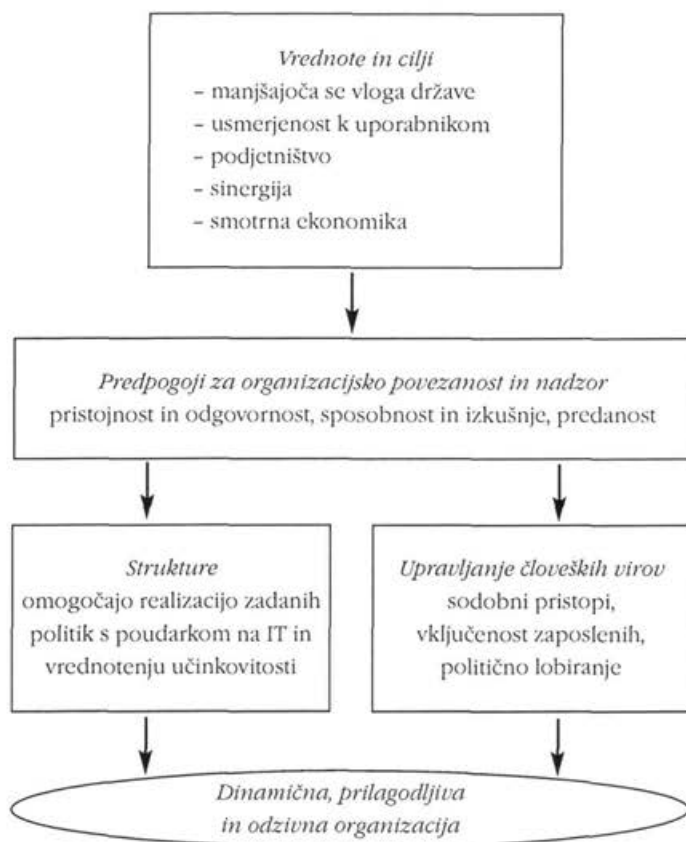 Vrednote in cilji
– manjšajoča se vloga države
– usmerjenost k uporabnikom
– podjetništvo
– sinergija
– smotrna ekonomika
Predpogoji za organizacijsko povezanost in nadzor
pristojnost in odgovornost, sposobnost in izkušnje, predanost
Strukture
omogočajo realizacijo zadanih
politik s poudarkom na IT in
vrednotenju učinkovitosti
Upravljanje človeških virov
sodobni pristopi,
vključenost zaposlenih,
politično lobiranje
Dinamična, prilagodljiva
in odzivna organizacija